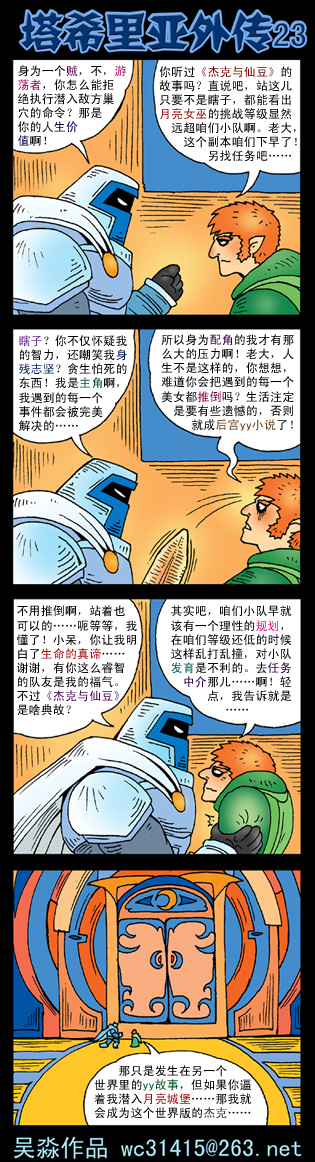 塔希里亚外传23
身为一个贼，不，游
荡者，你怎么能拒
绝执行潜入敌方巢
穴的命令？那是
你的人生价
值啊！
你听过《杰克与仙豆》的
故事吗？直说吧，站这儿
只要不是瞎子，都能看出
月亮女巫的挑战等级显然
远超咱们小队啊。老大，
这个副本咱们下早了！
另找任务吧……
瞎子？你不仅怀疑我
的智力，还嘲笑我身
残志坚？贪生怕死的
东西！我是主角啊，
我遇到的每一个
事件都会被完美
解决的……
所以身为配角的我才有那
么大的压力啊！老大，人
生不是这样的，你想想，
难道你会把遇到的每一个
美女都推倒吗？生活注定
是要有些遗憾的，否则
就成后宫yy小说了！
不用推倒啊，站着也
可以的……呃等等，我
懂了！小呆，你让我明
白了生命的真谛……
谢谢，有你这么睿智
的队友是我的福气。
不过《杰克与仙豆》
是啥典故？
其实吧，咱们小队早就
该有一个理性的规划，
在咱们等级还低的时候
这样乱打乱撞，对小队
发育是不利的。去任务
中介那儿……啊！轻
点，我告诉就是
……
那只是发生在另一个
世界里的yy故事，但如果你逼
着我潜入月亮城堡……那我就
会成为这个世界版的杰克……
吴淼作品 wc31415@263.net